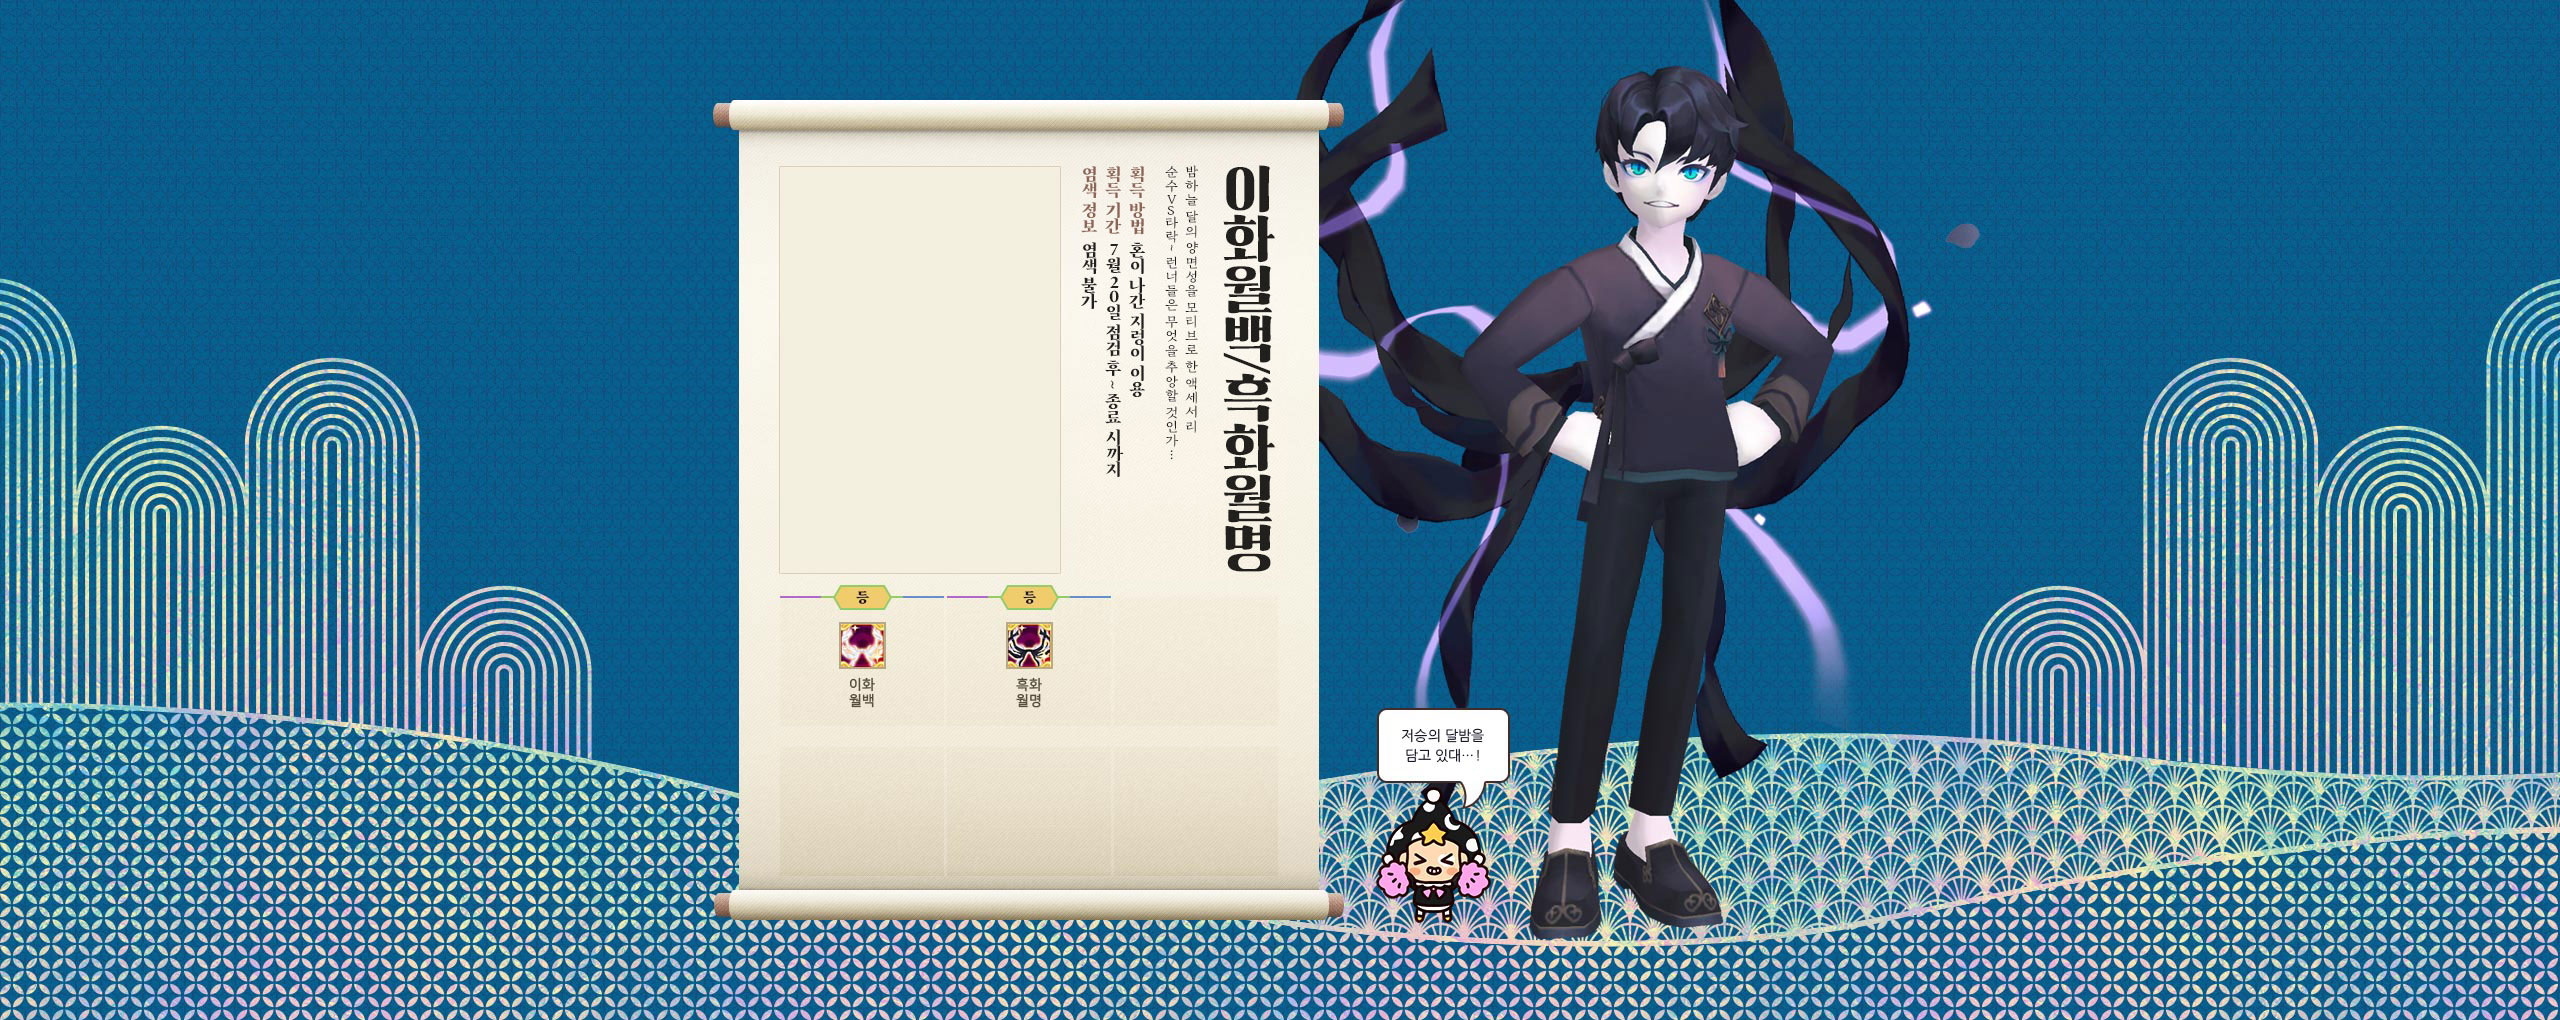 이화월백/흑화월명
밤하늘 달의 양면성을 모티브로 한 액세서리
순수VS타락~ 런너들은 무엇을 추앙할 것인가…
획득 방법 혼이 나간 지렁이 이용
획득 기간 7월 20일 점검 후 ~ 종료 시까지
염색 정보 염색 불가
등
이화
월백
등
흑화
월명
저승의 달밤을
담고 있대…!